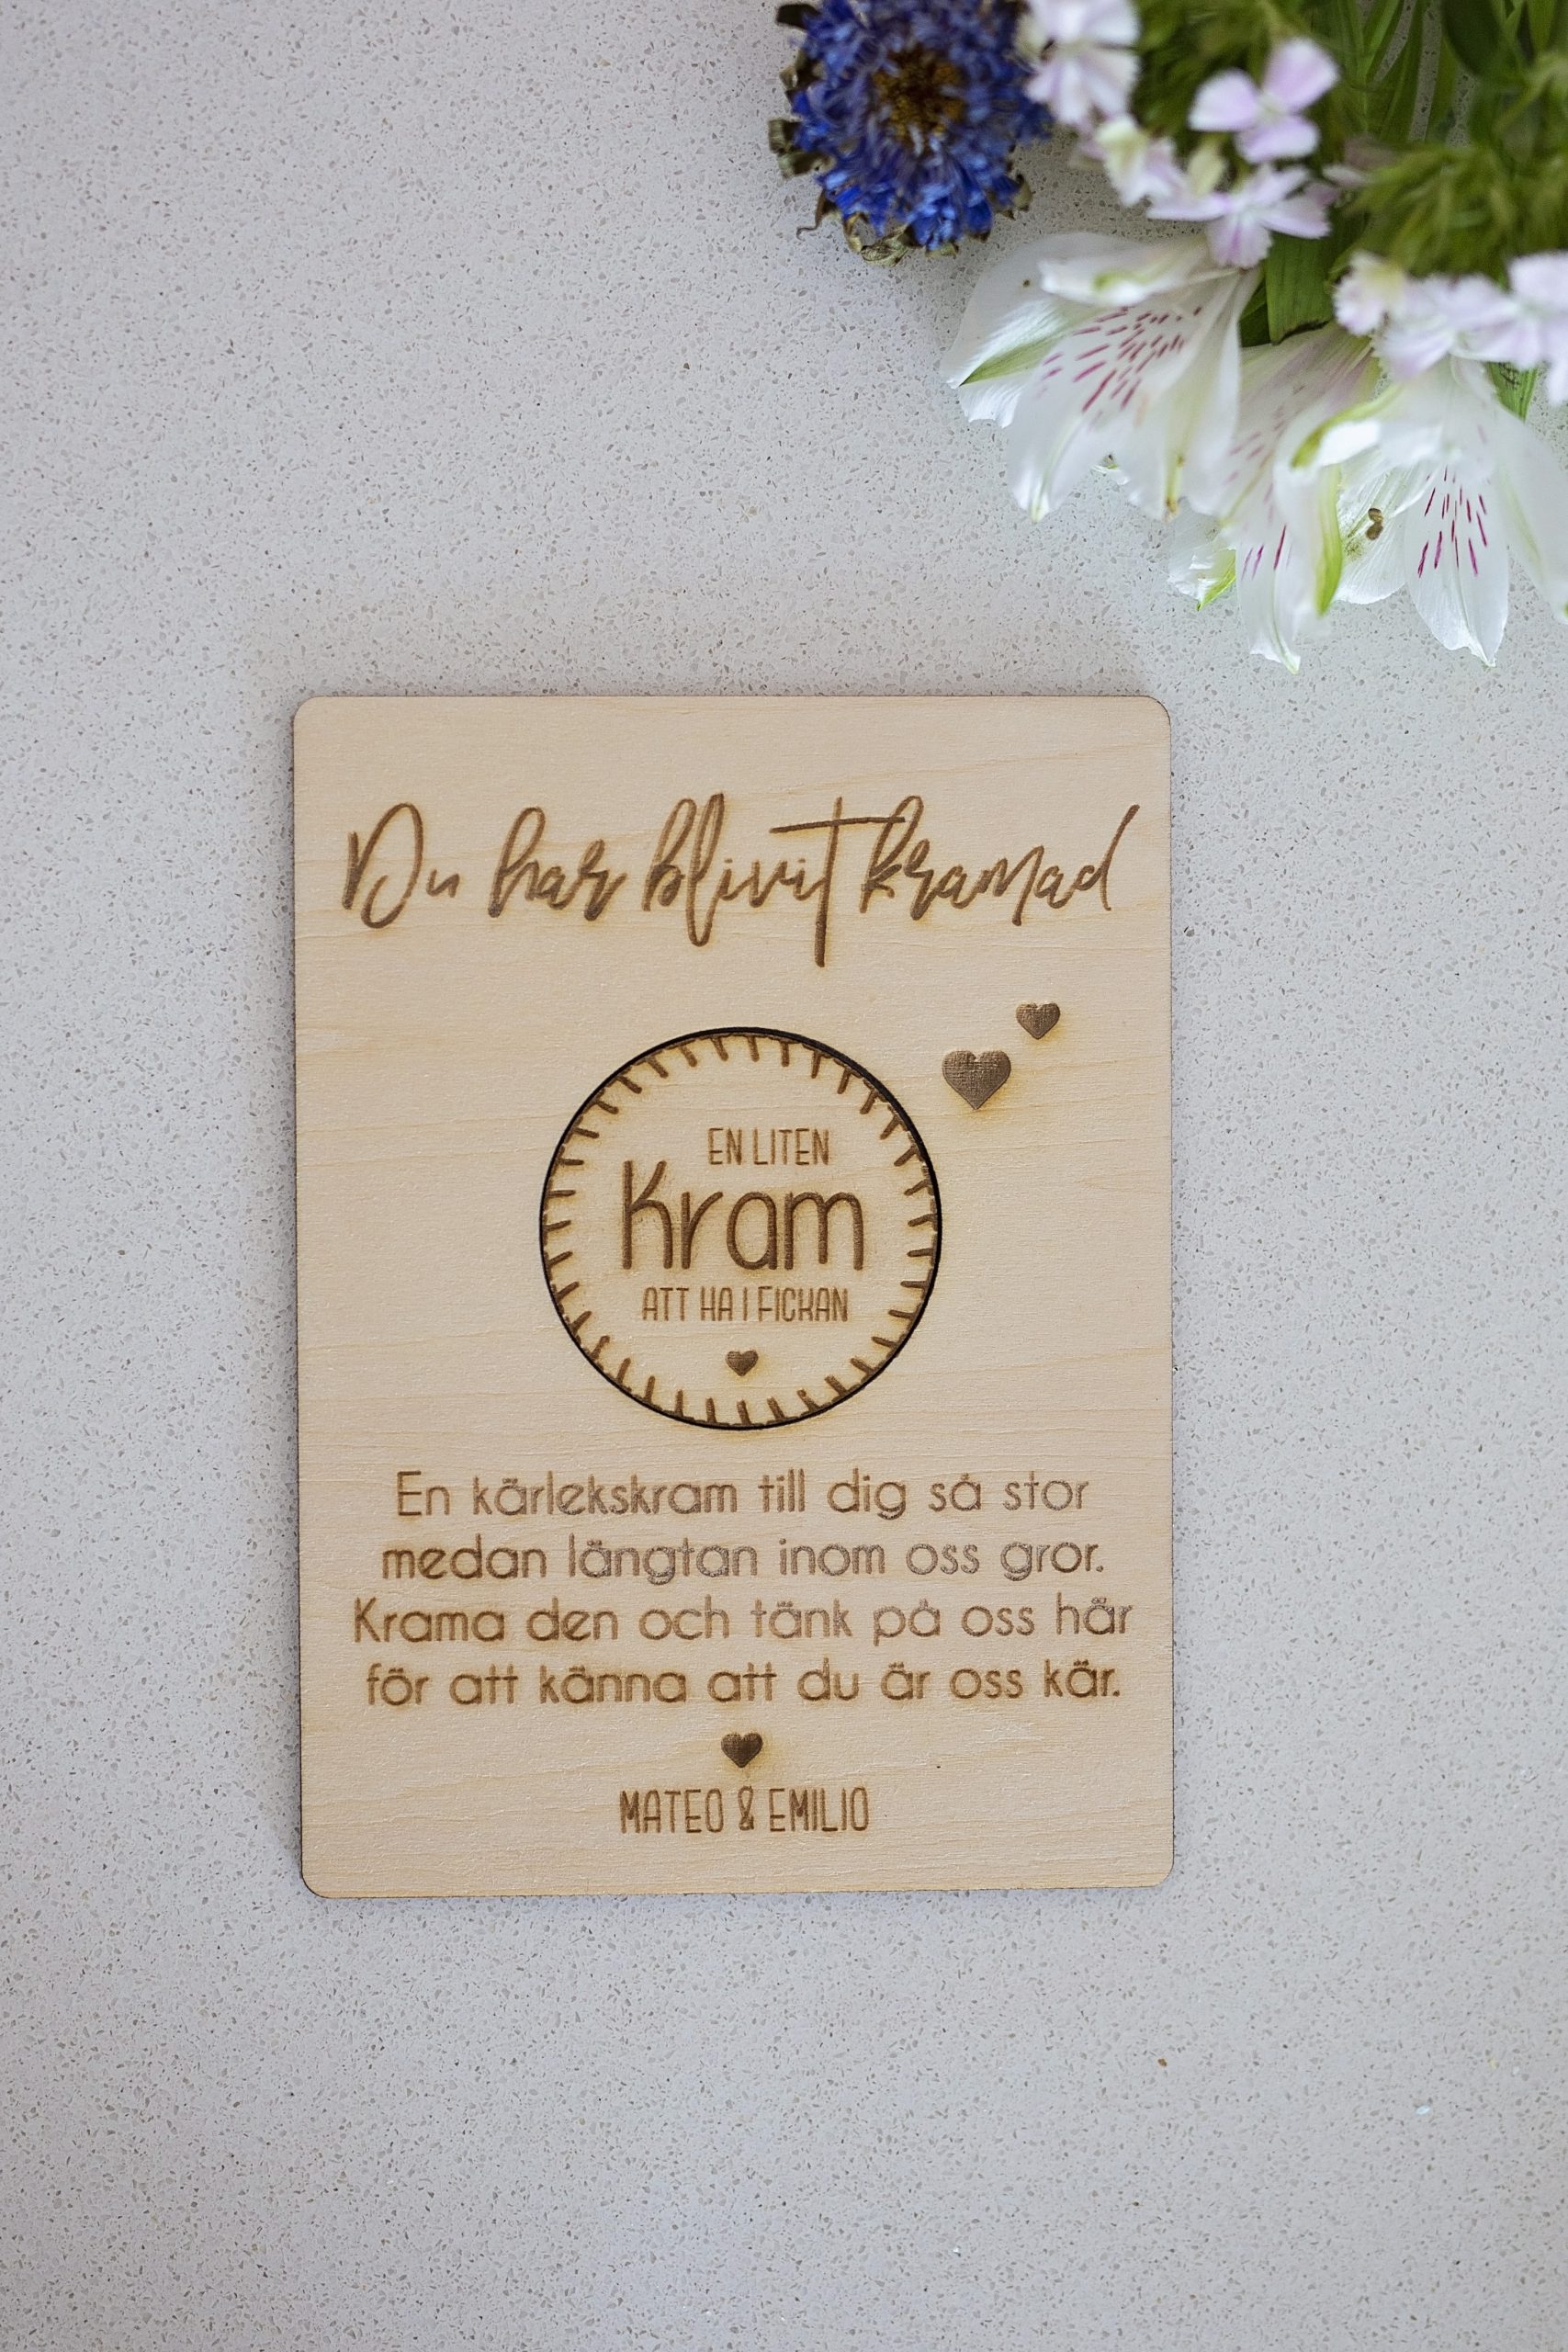 Du har blivit kramad
EN LITEN
Kram
ATT HA I FICKAN
En kärlekskram till dig så stor
medan längtan inom oss gror.
Krama den och tänk på oss här
för att känna att du är oss kär.
MATEO & EMILIO